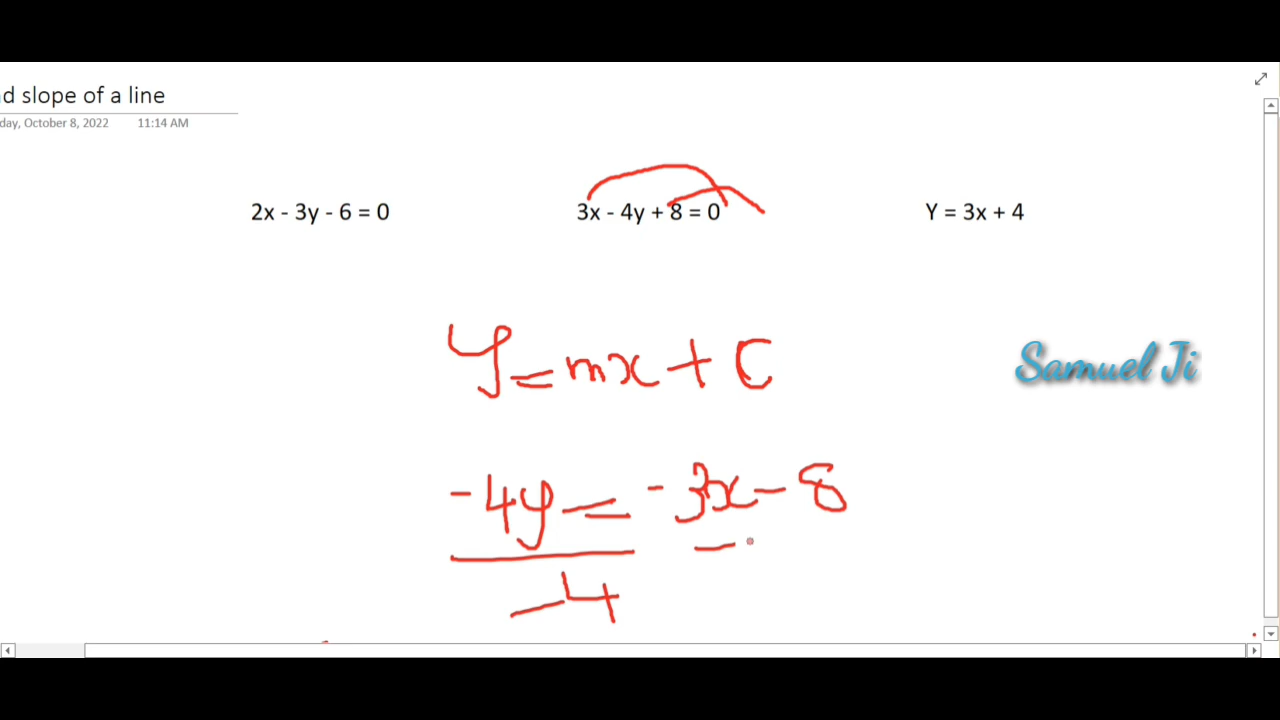 d slope of a line
day, October 8, 2022 11:14 AM
2x - 3y - 6 = 0 3x - 4y + 8 = 0 Y = 3x + 4
y = mx + C
Samuel Ji
-4y = -3x - 8
-4